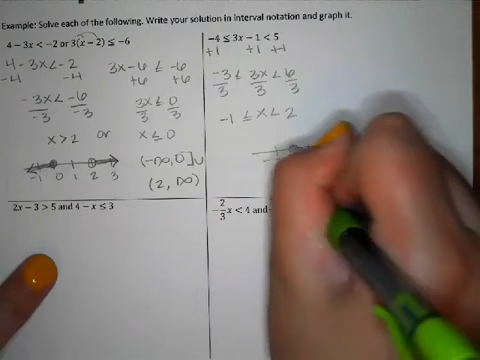 Example: Solve each of the following. Write your solution in interval notation and graph it.
4 − 3x < −2 or 3(x − 2) ≤ −6
4 - 3x < -2
-4 -4
-3x < -6
-3 -3
x > 2 or x ≤ 0
3x - 6 ≤ -6
+6 +6
3x ≤ 0
3 3
-1 0 1 2 3
(-∞, 0] ∪
(2, ∞)
−4 ≤ 3x − 1 < 5
+1 +1 +1
-3 ≤ 3x < 6
3 3 3
-1 ≤ x < 2
2x − 3 > 5 and 4 − x ≤ 3
−2/3 x < 4 and